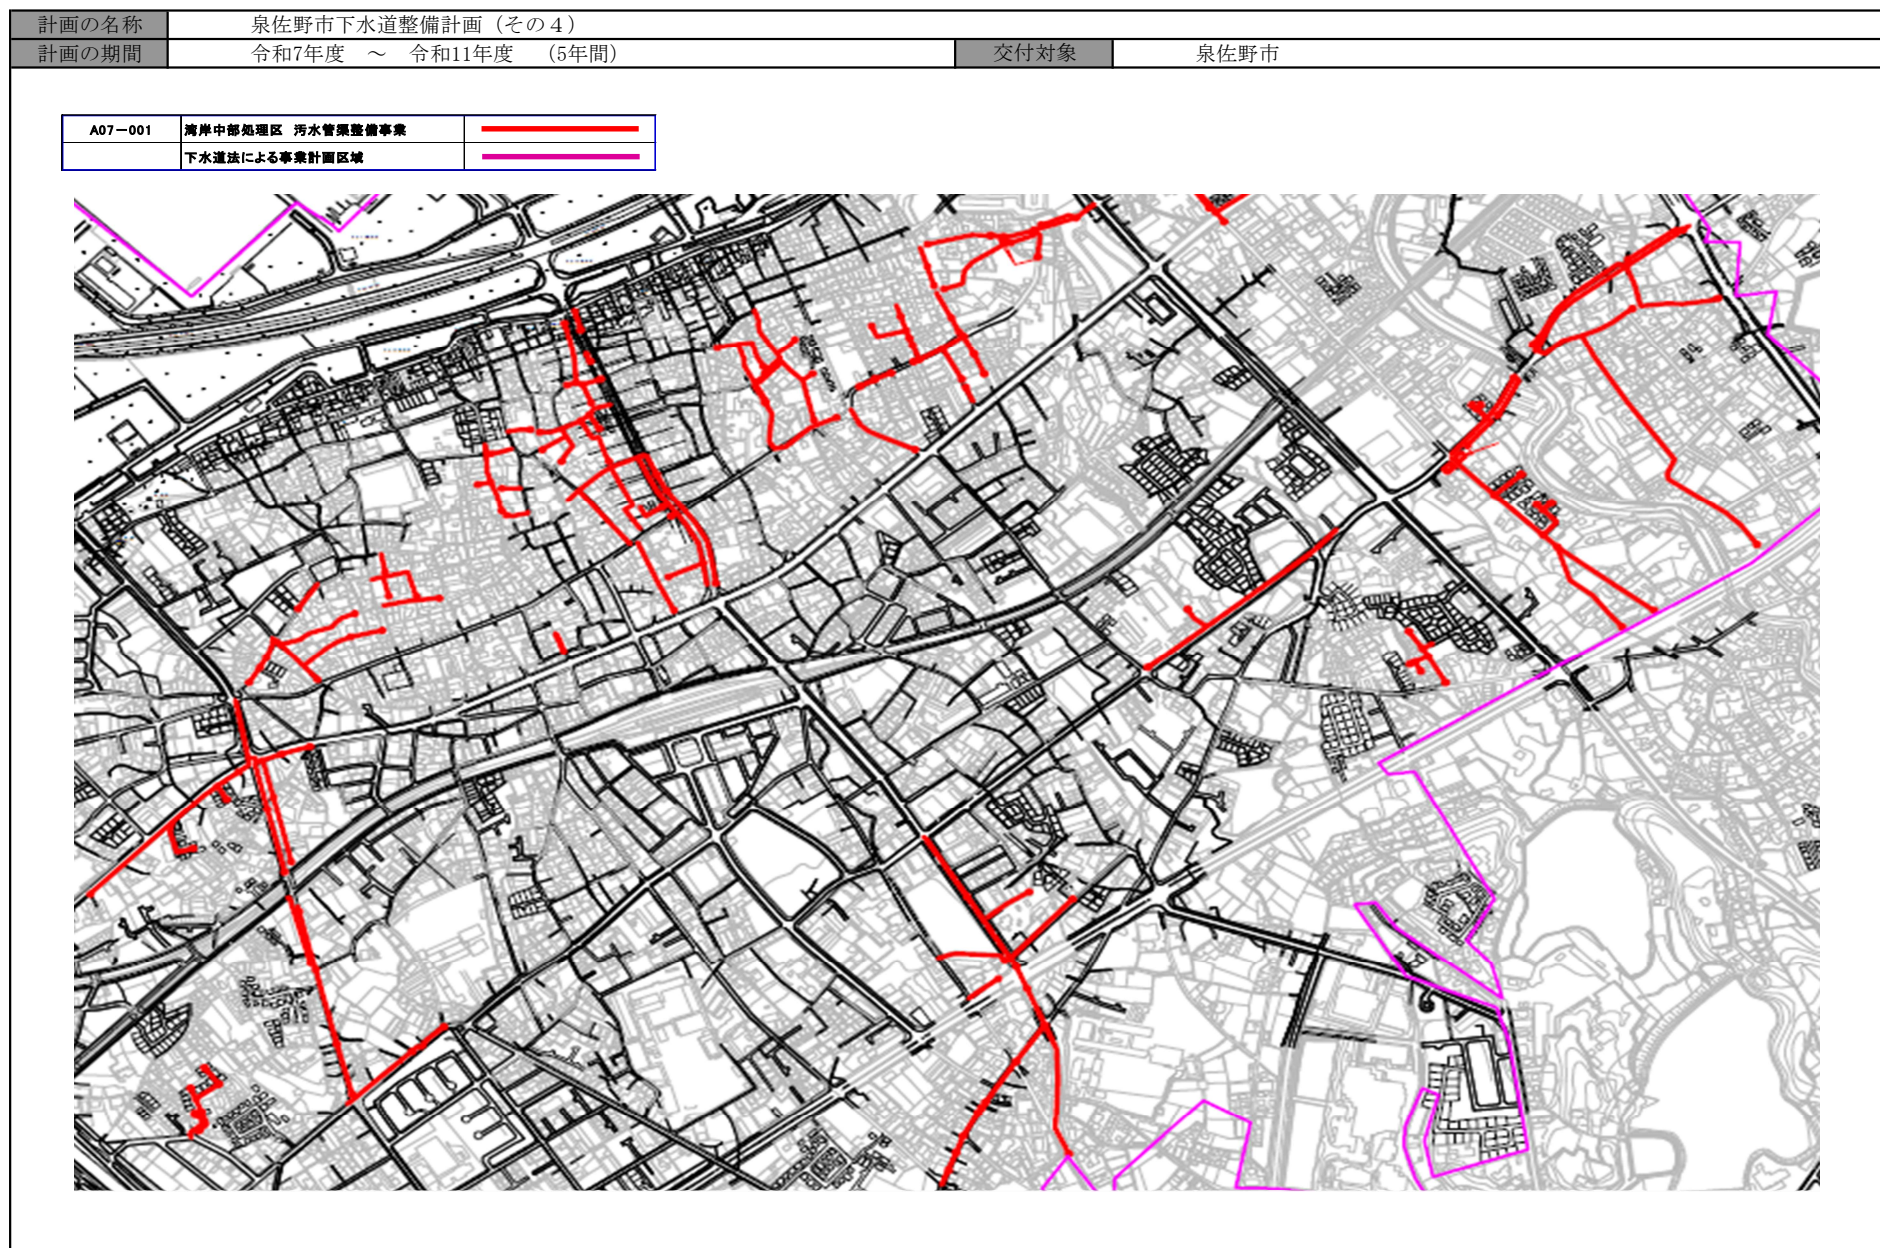 計画の名称 泉佐野市下水道整備計画（その４）
計画の期間 令和7年度 ～ 令和11年度 （5年間） 交付対象 泉佐野市
A07－001 湾岸中部処理区 汚水管渠整備事業
下水道法による事業計画区域